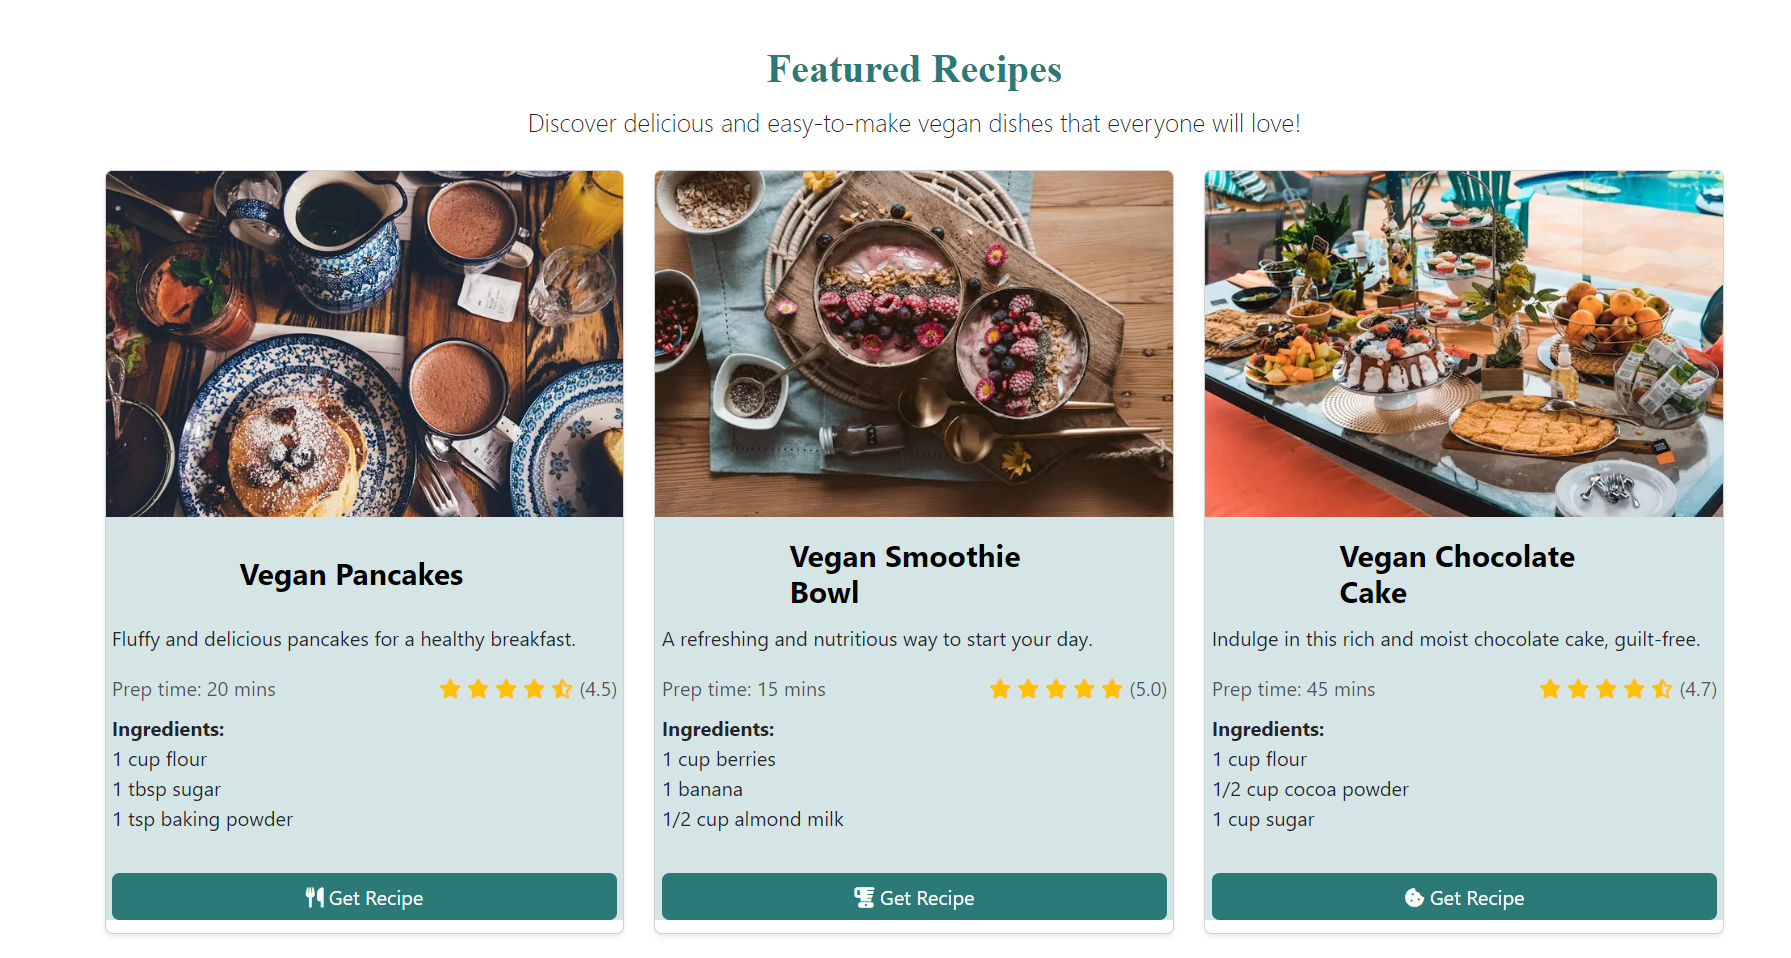 Featured Recipes
Discover delicious and easy-to-make vegan dishes that everyone will love!
Vegan Pancakes
Fluffy and delicious pancakes for a healthy breakfast.
Prep time: 20 mins (4.5)
Ingredients:
1 cup flour
1 tbsp sugar
1 tsp baking powder
Get Recipe
Vegan Smoothie
Bowl
A refreshing and nutritious way to start your day.
Prep time: 15 mins (5.0)
Ingredients:
1 cup berries
1 banana
1/2 cup almond milk
Get Recipe
Vegan Chocolate
Cake
Indulge in this rich and moist chocolate cake, guilt-free.
Prep time: 45 mins (4.7)
Ingredients:
1 cup flour
1/2 cup cocoa powder
1 cup sugar
Get Recipe